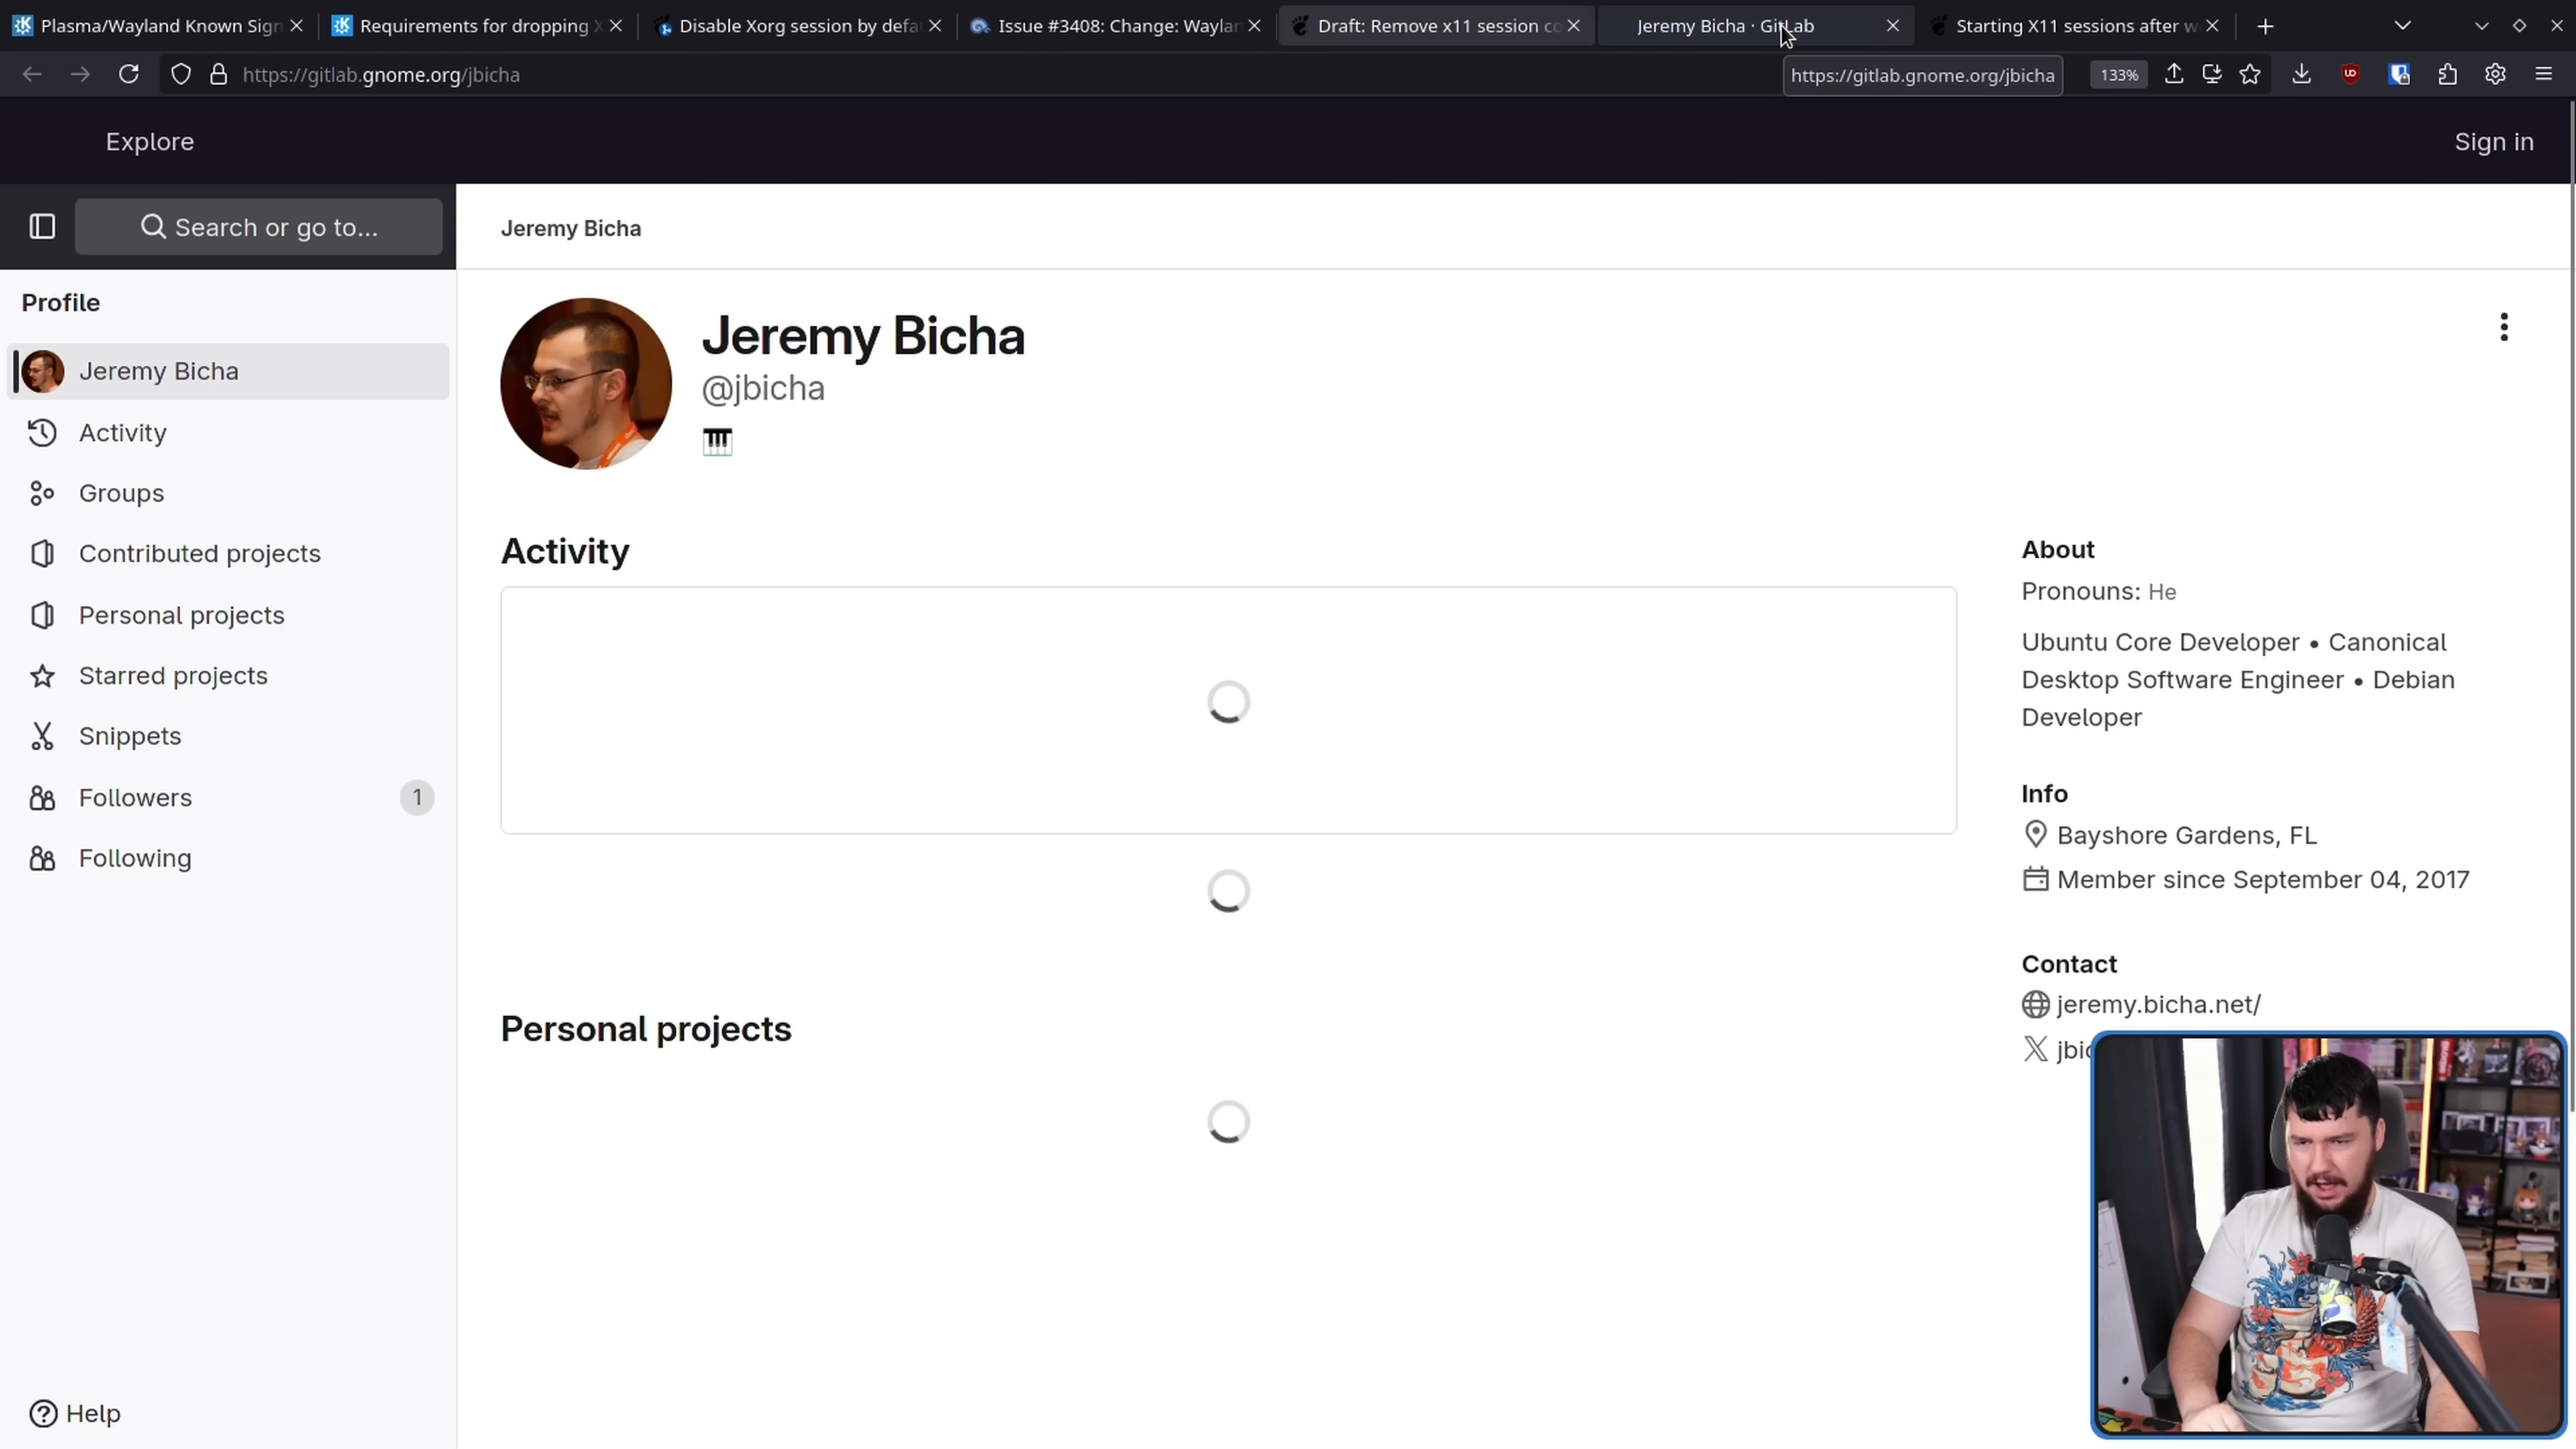 Plasma/Wayland Known Sign
Requirements for dropping X
Disable Xorg session by defa
Issue #3408: Change: Waylan
Draft: Remove x11 session co
Jeremy Bicha · GitLab
Starting X11 sessions after w
https://gitlab.gnome.org/jbicha
https://gitlab.gnome.org/jbicha
133%
Explore
Sign in
Search or go to...
Jeremy Bicha
Profile
Jeremy Bicha
Activity
Groups
Contributed projects
Personal projects
Starred projects
Snippets
Followers 1
Following
Help
Jeremy Bicha
@jbicha
Activity
Personal projects
About
Pronouns: He
Ubuntu Core Developer • Canonical
Desktop Software Engineer • Debian
Developer
Info
Bayshore Gardens, FL
Member since September 04, 2017
Contact
jeremy.bicha.net/